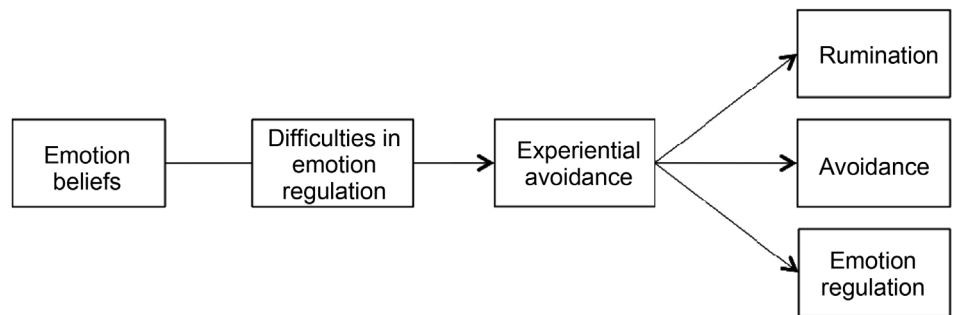 Emotion
beliefs
Difficulties in
emotion
regulation
Experiential
avoidance
Rumination
Avoidance
Emotion
regulation